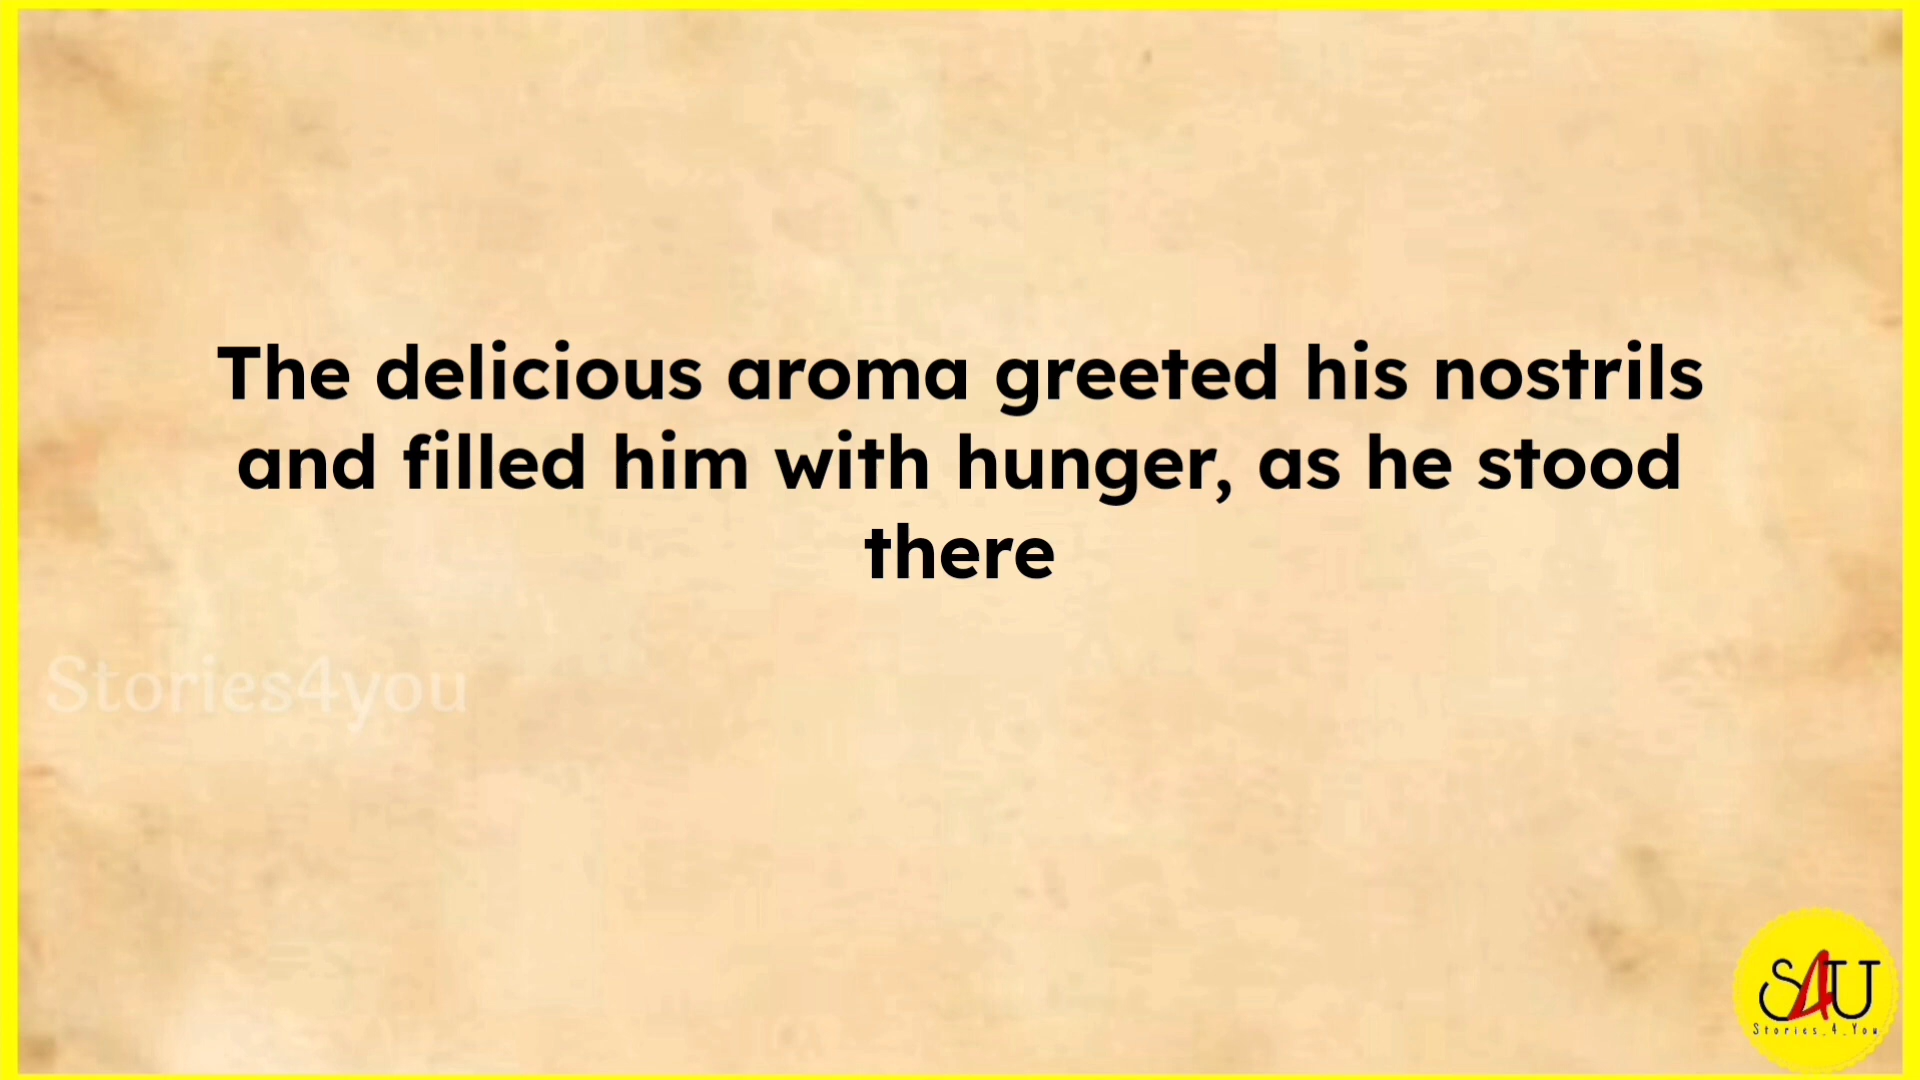 The delicious aroma greeted his nostrils
and filled him with hunger, as he stood
there
Stories4you
S4U
Stories.4.You